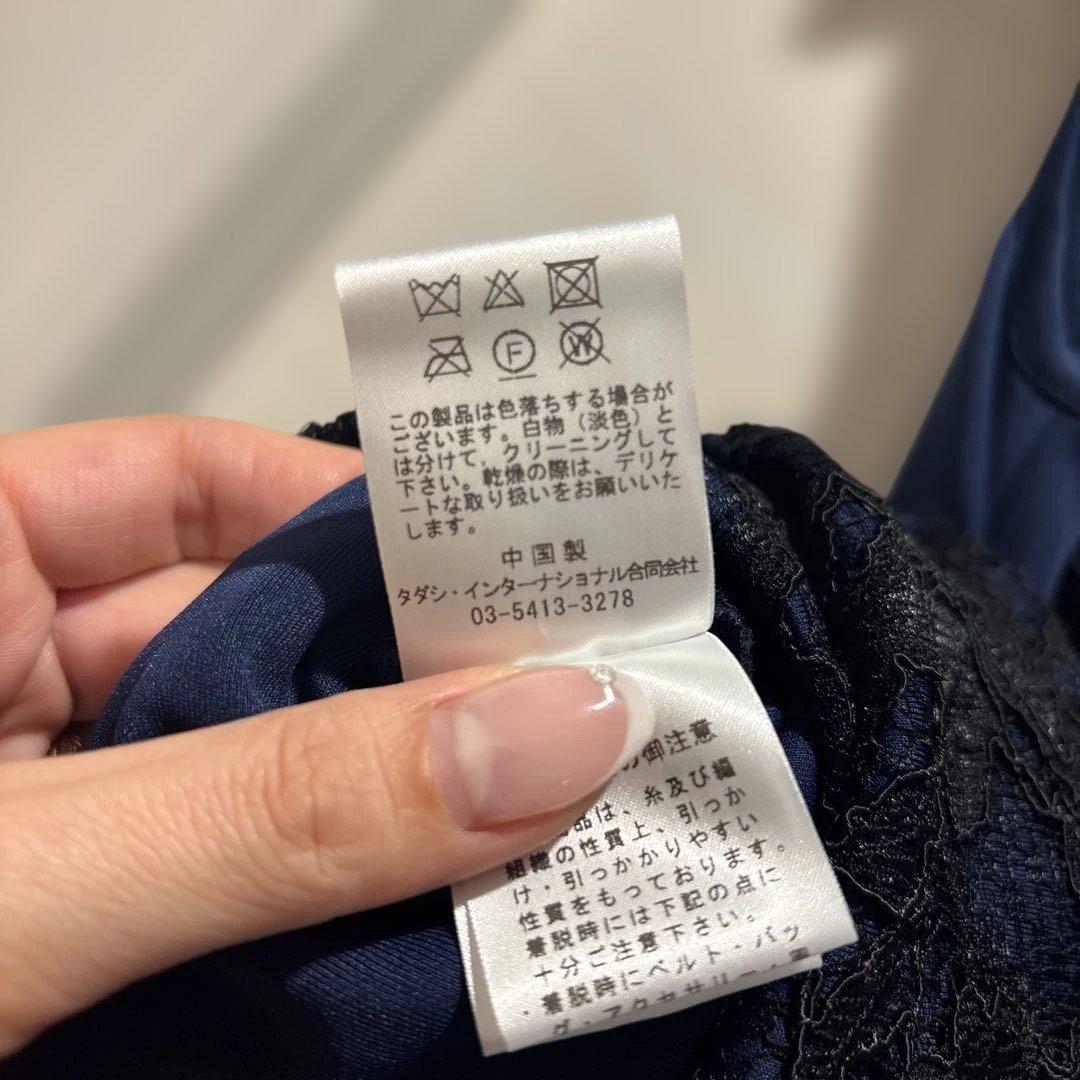 F
W
この製品は色落ちする場合が
ございます。白物（淡色）と
は分けて、クリーニングして
下さい。乾燥の際は、デリケ
ートな取り扱いをお願いいた
します。
中国製
タダシ・インターナショナル合同会社
03-5413-3278
御注意
品は、糸及び編
組織の性質上、引っか
け・引っかかりやすい
性質をもっております。
着脱時には下記の点に
十分ご注意下さい。
・着脱時にベルト・バッ
グ・アクセサリー